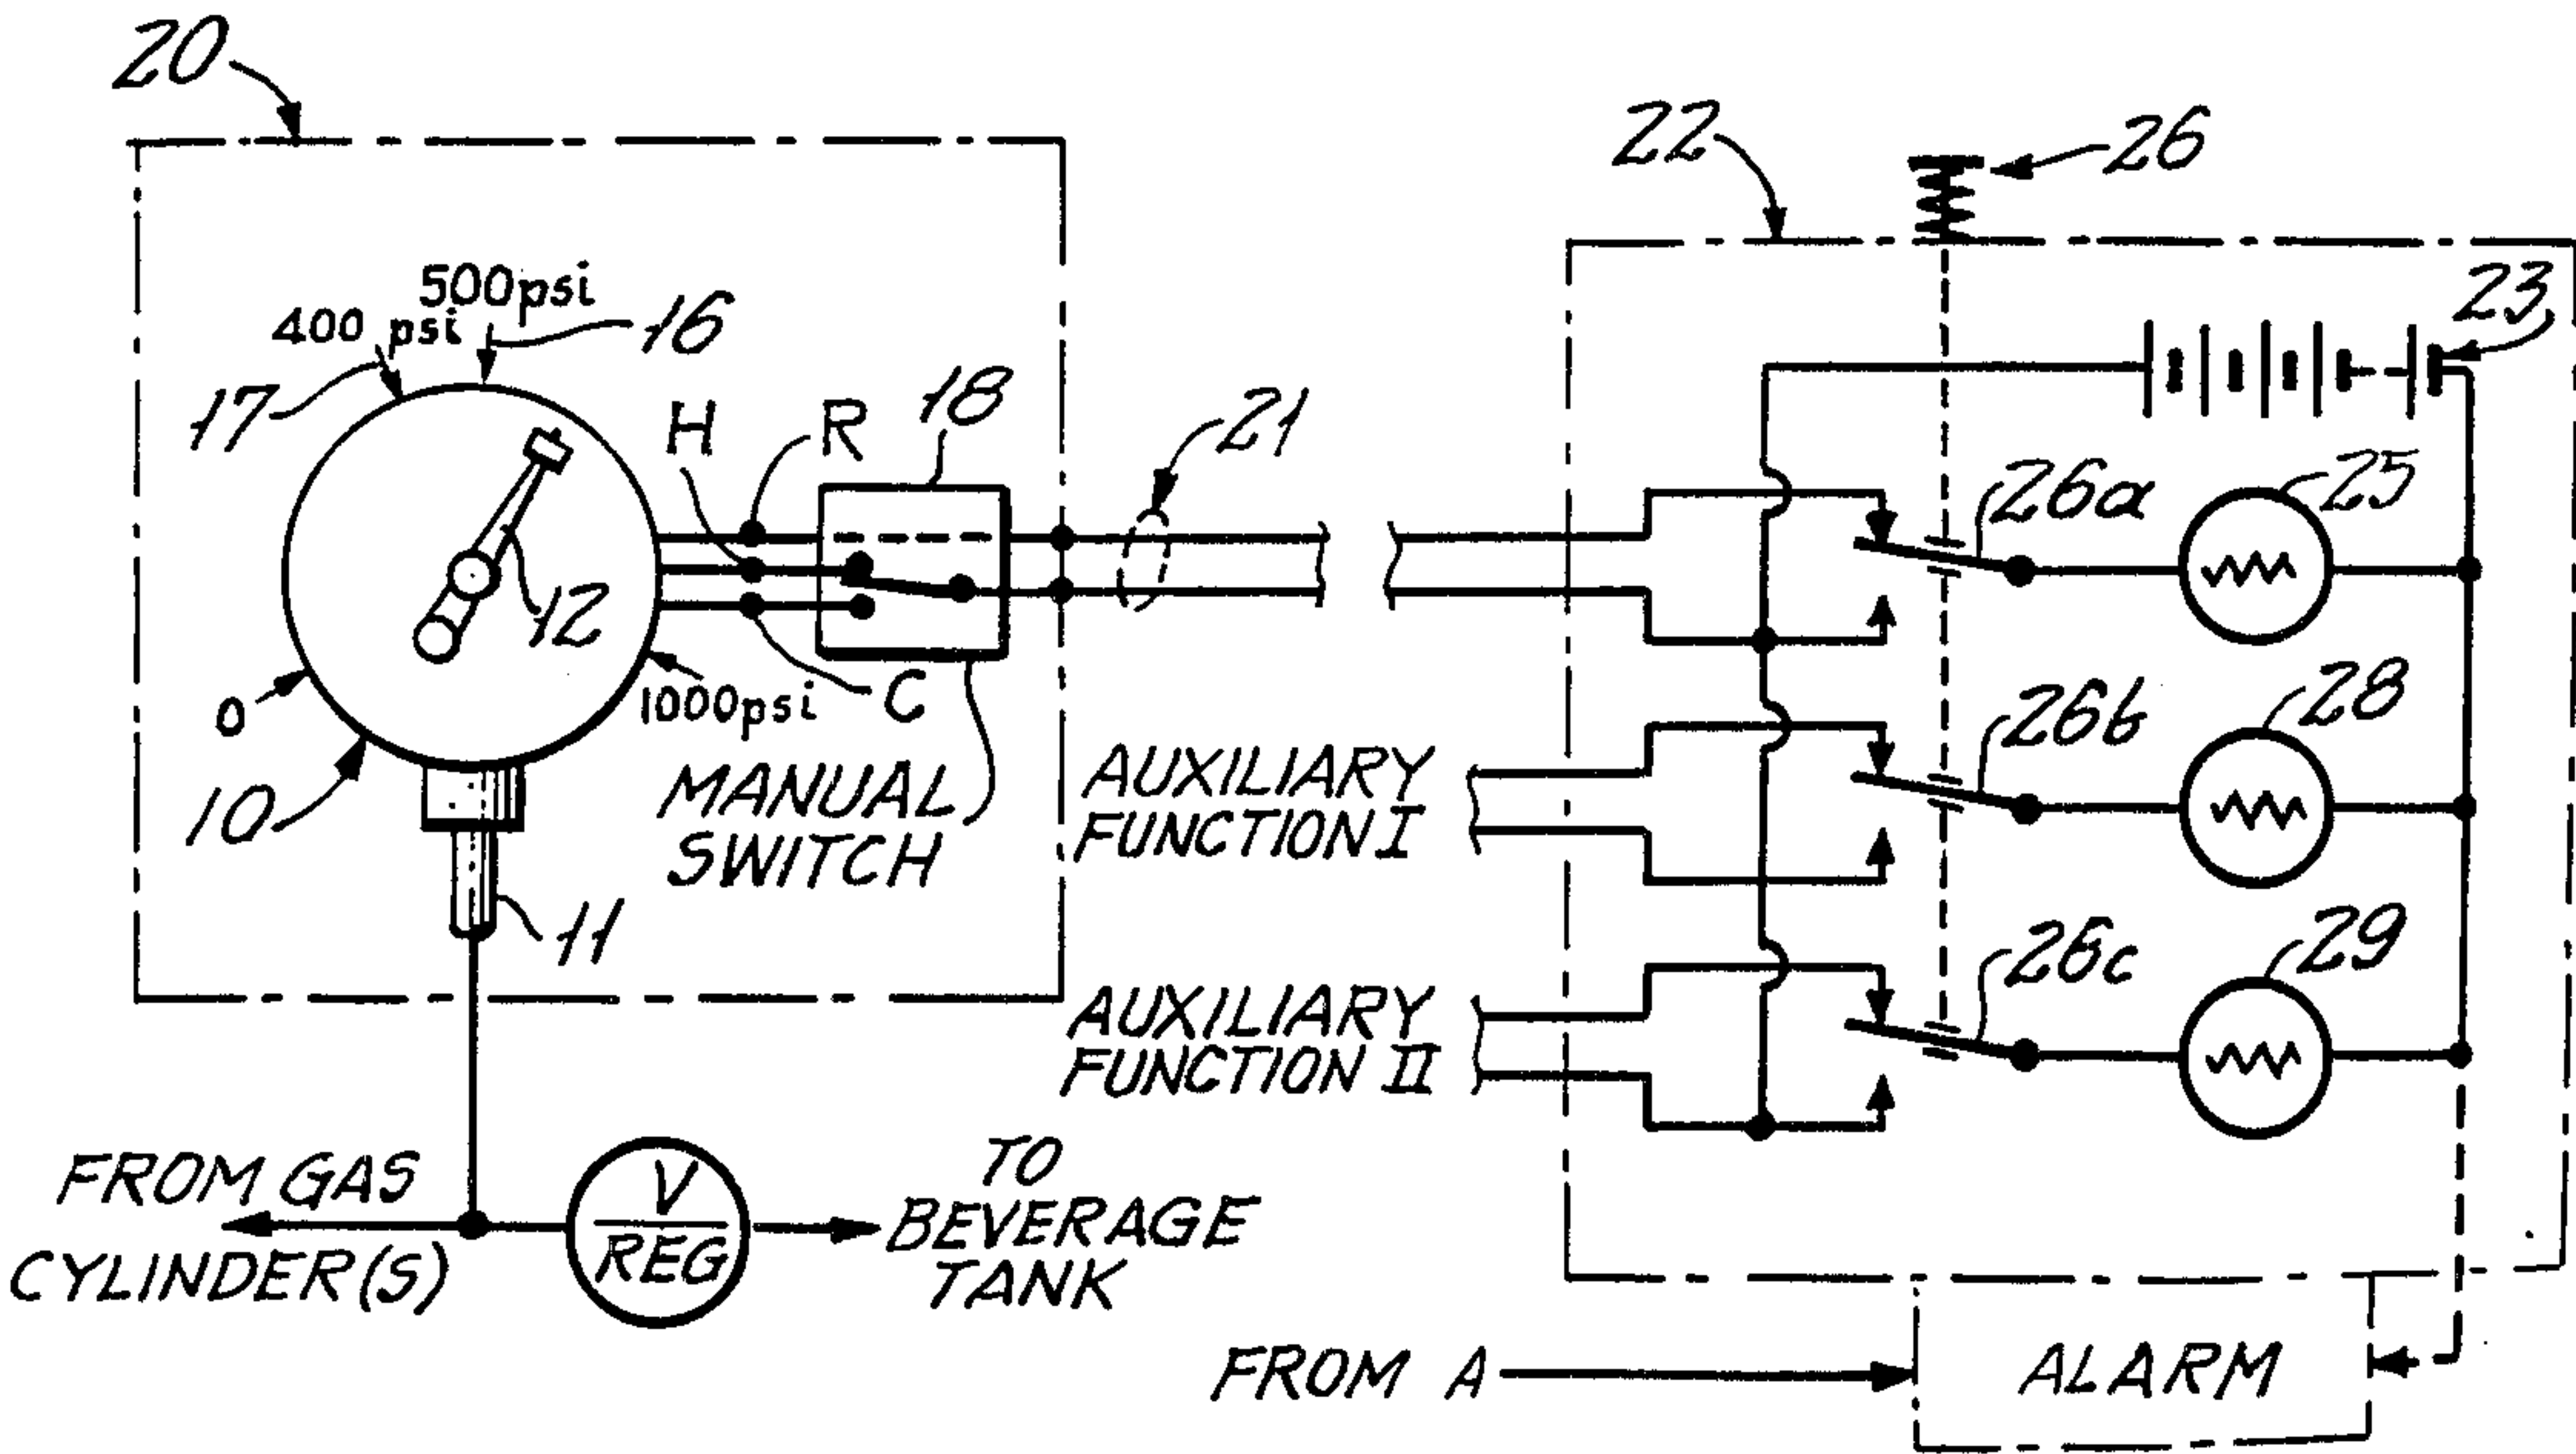 20
22
26
500psi
400 psi
16
17
18
H
R
21
23
26a
25
12
0
1000psi
C
10
MANUAL
SWITCH
11
AUXILIARY
FUNCTION I
26b
28
AUXILIARY
FUNCTION II
26c
29
FROM GAS
CYLINDER(S)
V
REG
TO
BEVERAGE
TANK
FROM A
ALARM